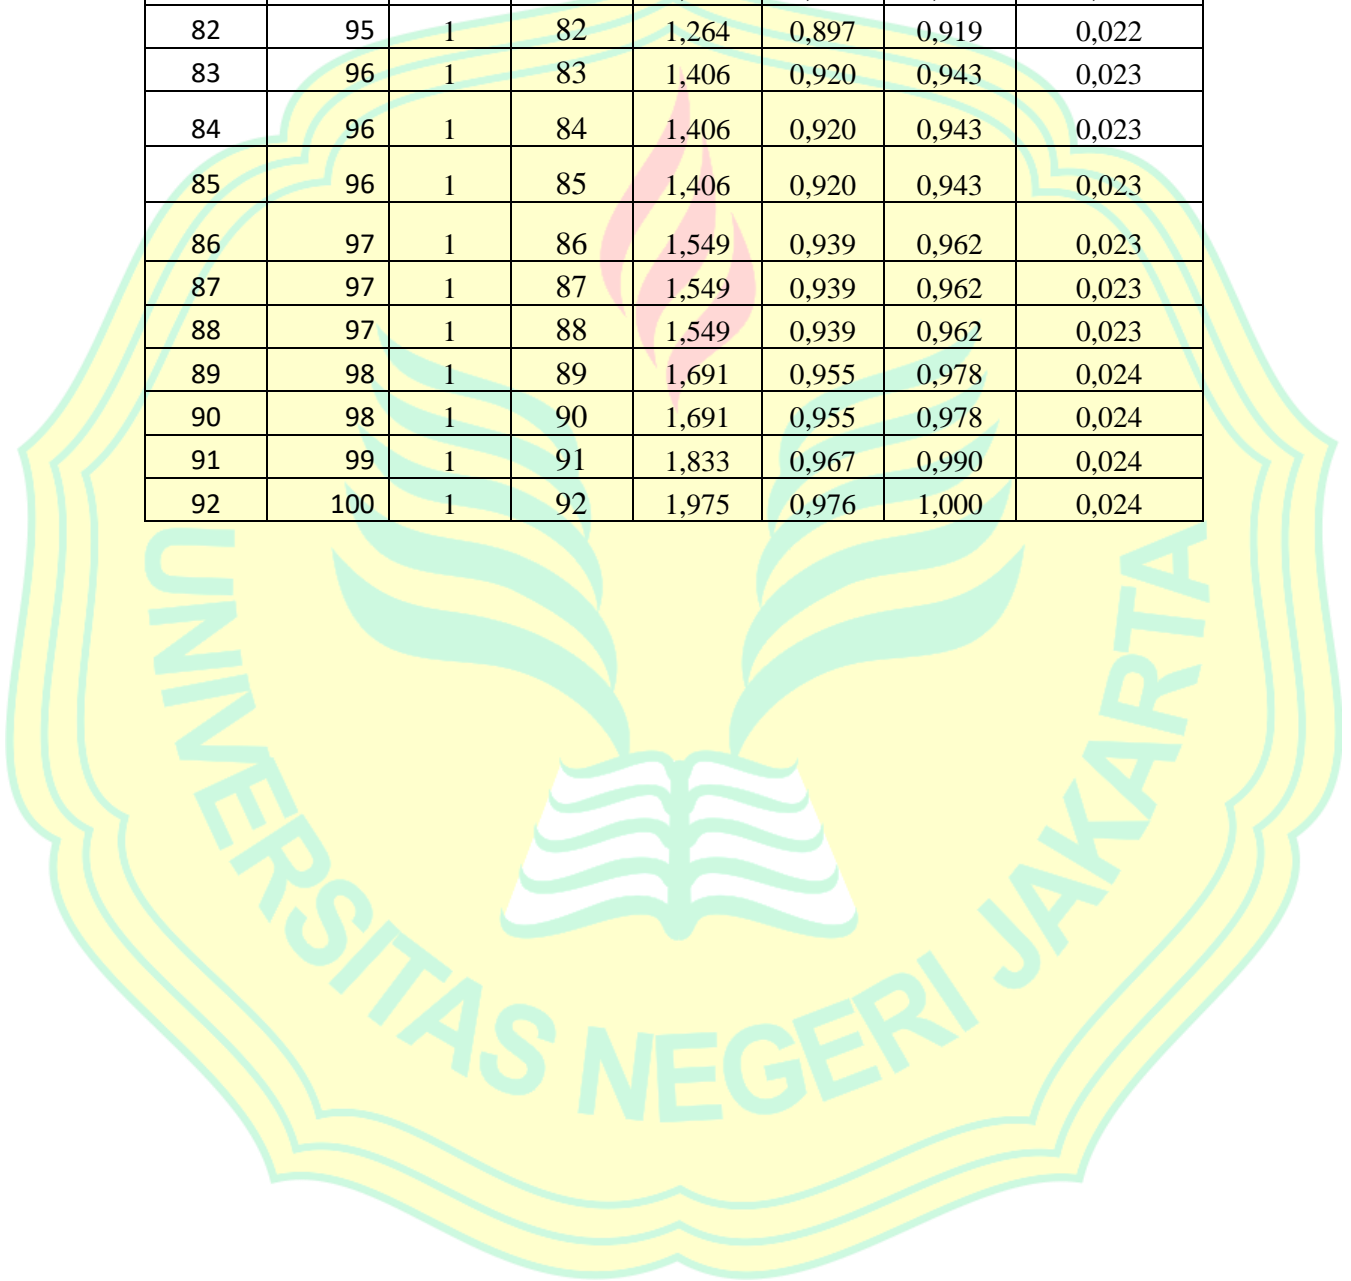 82 95 1 82 1,264 0,897 0,919 0,022
83 96 1 83 1,406 0,920 0,943 0,023
84 96 1 84 1,406 0,920 0,943 0,023
85 96 1 85 1,406 0,920 0,943 0,023
86 97 1 86 1,549 0,939 0,962 0,023
87 97 1 87 1,549 0,939 0,962 0,023
88 97 1 88 1,549 0,939 0,962 0,023
89 98 1 89 1,691 0,955 0,978 0,024
90 98 1 90 1,691 0,955 0,978 0,024
91 99 1 91 1,833 0,967 0,990 0,024
92 100 1 92 1,975 0,976 1,000 0,024
UNIVERSITAS NEGERI JAKARTA